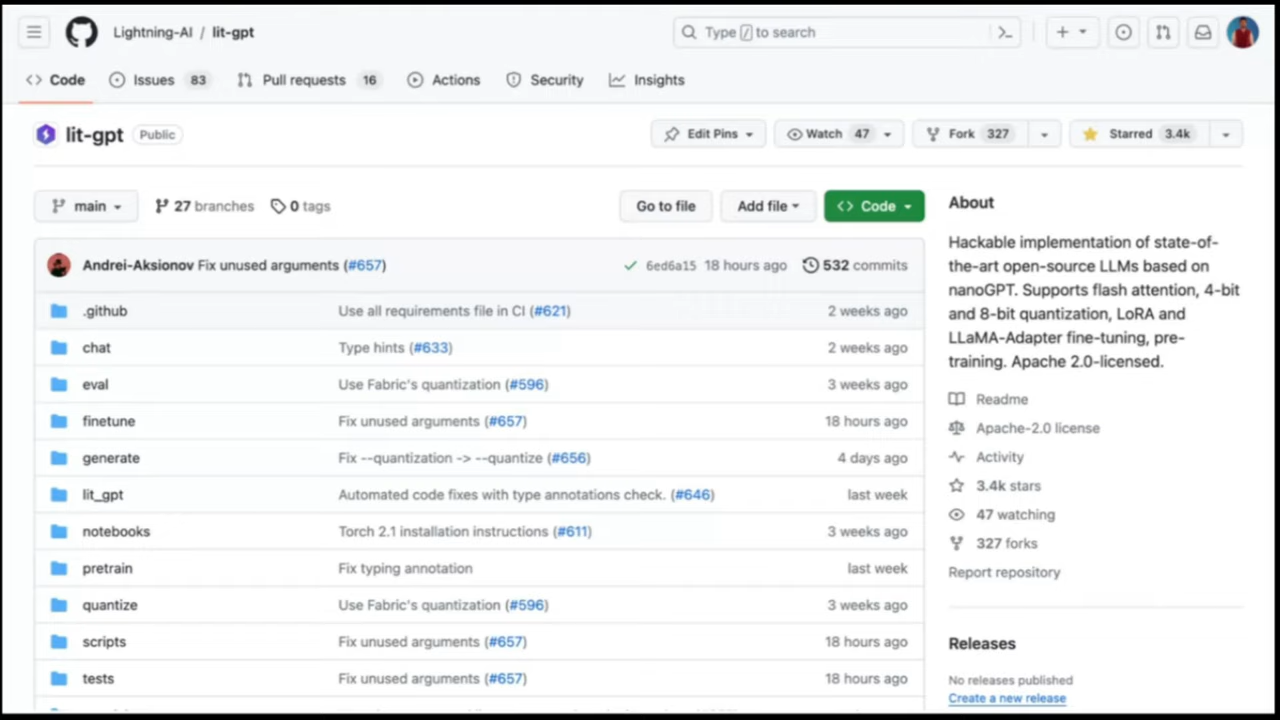 Lightning-AI / lit-gpt
Type / to search
Code
Issues 83
Pull requests 16
Actions
Security
Insights
lit-gpt Public
Edit Pins
Watch 47
Fork 327
Starred 3.4k
main
27 branches
0 tags
Go to file
Add file
Code
Andrei-Aksionov Fix unused arguments (#657)
6ed6a15 18 hours ago 532 commits
.github Use all requirements file in CI (#621) 2 weeks ago
chat Type hints (#633) 2 weeks ago
eval Use Fabric's quantization (#596) 3 weeks ago
finetune Fix unused arguments (#657) 18 hours ago
generate Fix --quantization -> --quantize (#656) 4 days ago
lit_gpt Automated code fixes with type annotations check. (#646) last week
notebooks Torch 2.1 installation instructions (#611) 3 weeks ago
pretrain Fix typing annotation last week
quantize Use Fabric's quantization (#596) 3 weeks ago
scripts Fix unused arguments (#657) 18 hours ago
tests Fix unused arguments (#657) 18 hours ago
About
Hackable implementation of state-of-
the-art open-source LLMs based on
nanoGPT. Supports flash attention, 4-bit
and 8-bit quantization, LoRA and
LLaMA-Adapter fine-tuning, pre-
training. Apache 2.0-licensed.
Readme
Apache-2.0 license
Activity
3.4k stars
47 watching
327 forks
Report repository
Releases
No releases published
Create a new release